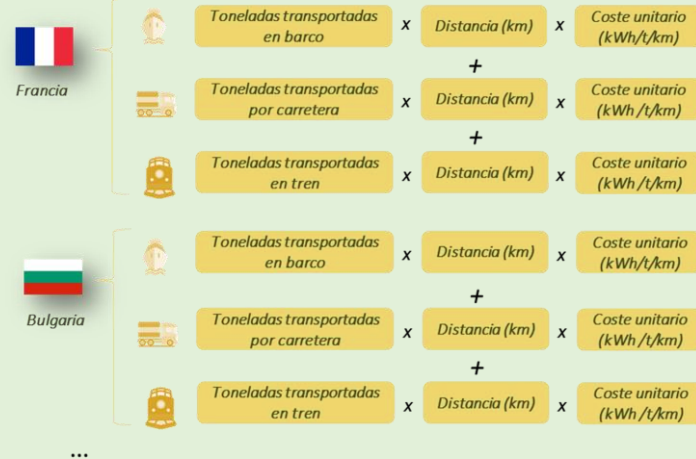 Toneladas transportadas en barco x Distancia (km) x Coste unitario (kWh/t/km)
+
Francia
Toneladas transportadas por carretera x Distancia (km) x Coste unitario (kWh/t/km)
+
Toneladas transportadas en tren x Distancia (km) x Coste unitario (kWh/t/km)
Toneladas transportadas en barco x Distancia (km) x Coste unitario (kWh/t/km)
+
Bulgaria
Toneladas transportadas por carretera x Distancia (km) x Coste unitario (kWh/t/km)
+
Toneladas transportadas en tren x Distancia (km) x Coste unitario (kWh/t/km)
...